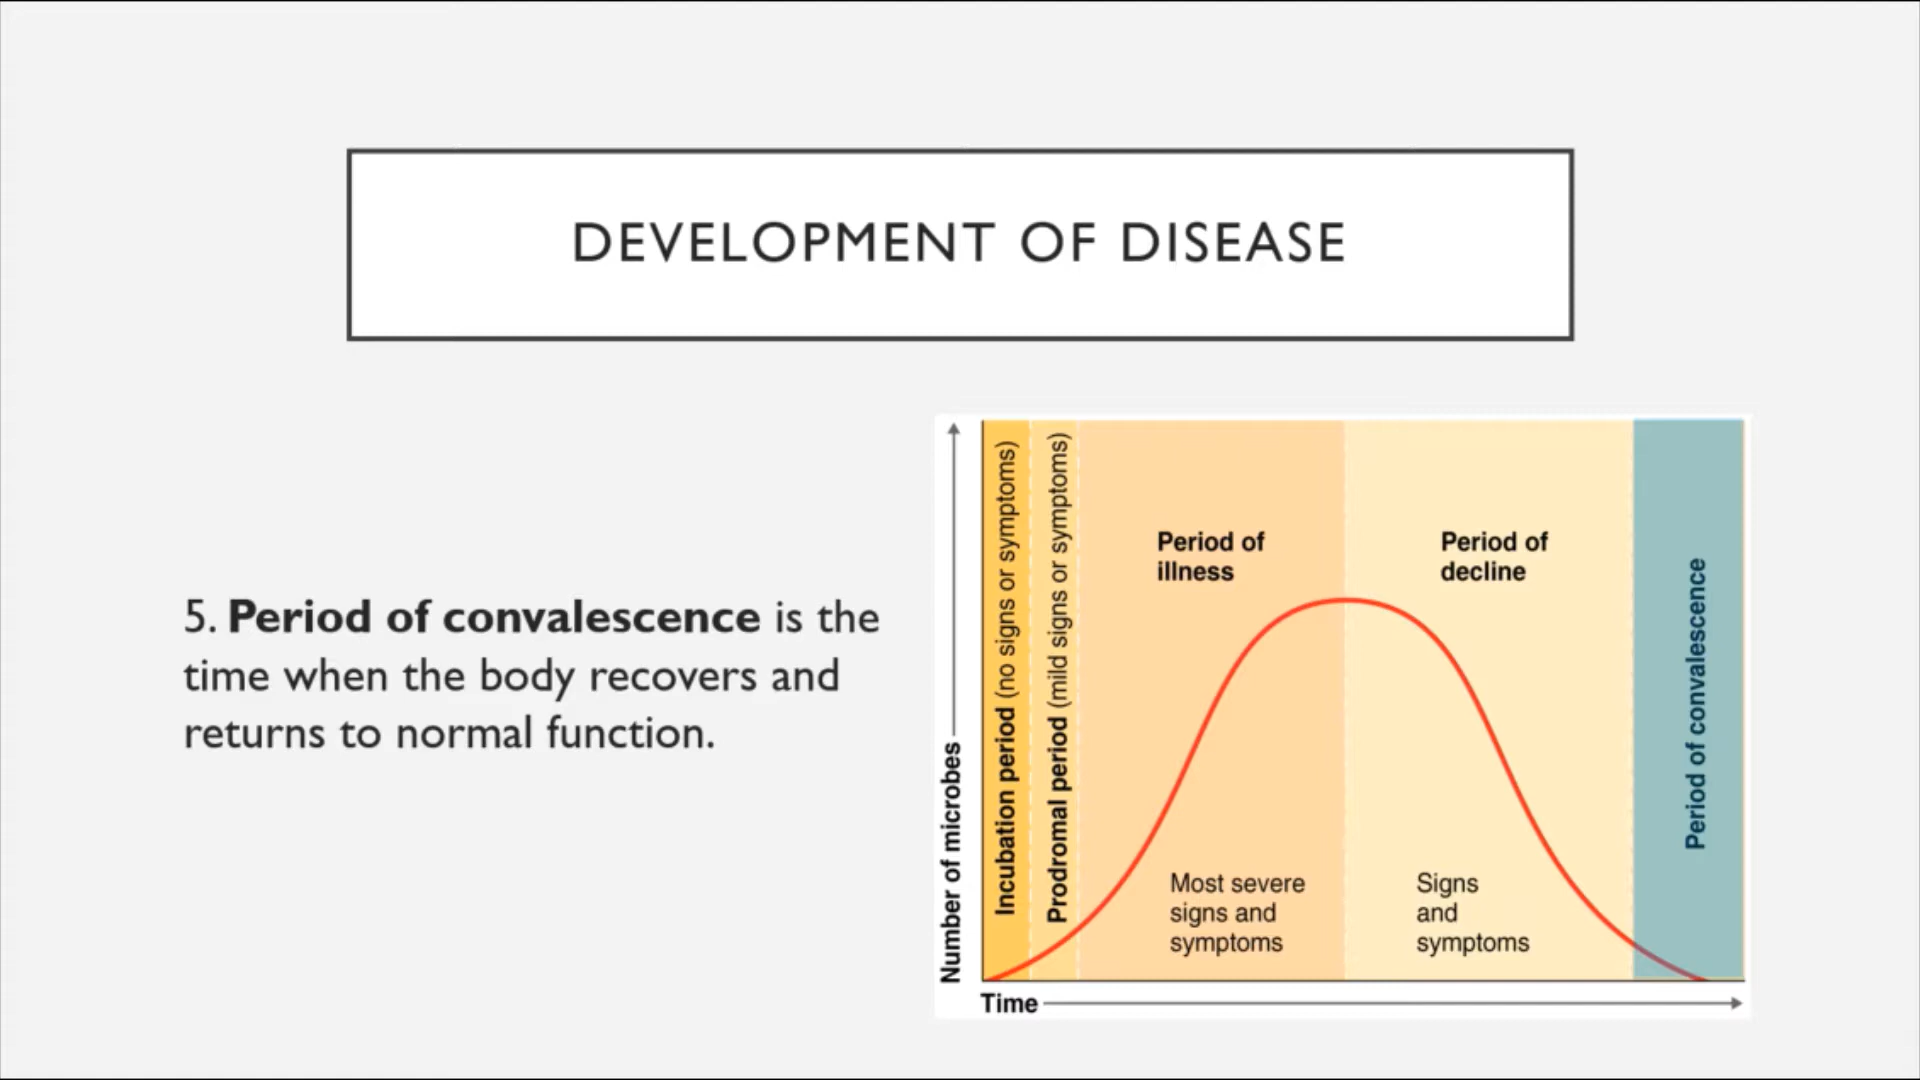 DEVELOPMENT OF DISEASE
5. Period of convalescence is the
time when the body recovers and
returns to normal function.
Number of microbes
Incubation period (no signs or symptoms)
Prodromal period (mild signs or symptoms)
Period of
illness
Most severe
signs and
symptoms
Period of
decline
Signs
and
symptoms
Period of convalescence
Time